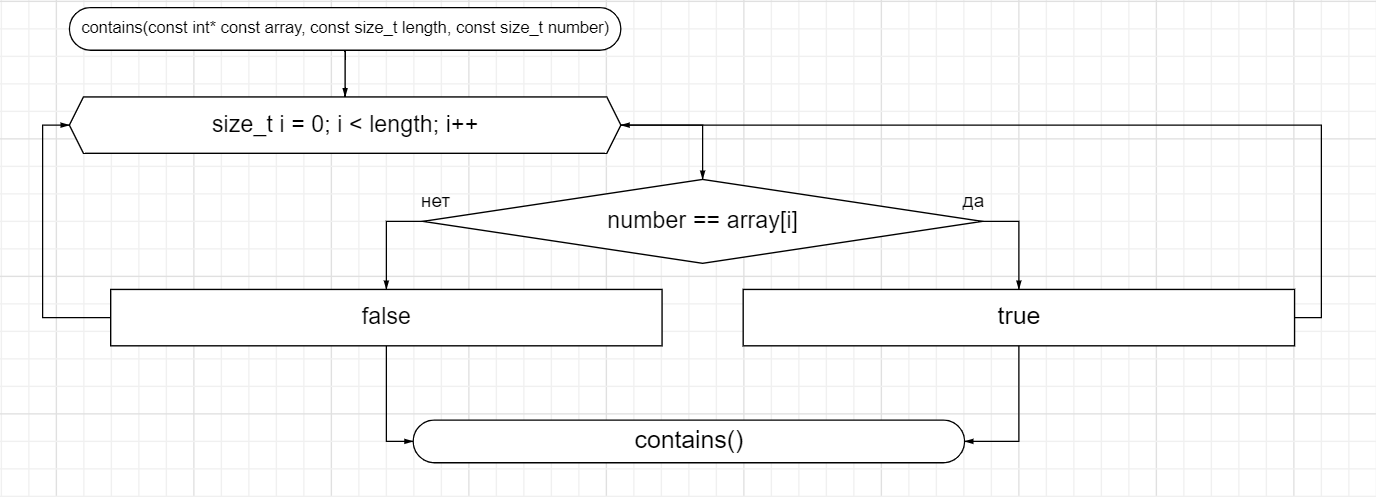 contains(const int* const array, const size_t length, const size_t number)
size_t i = 0; i < length; i++
нет
да
number == array[i]
false
true
contains()